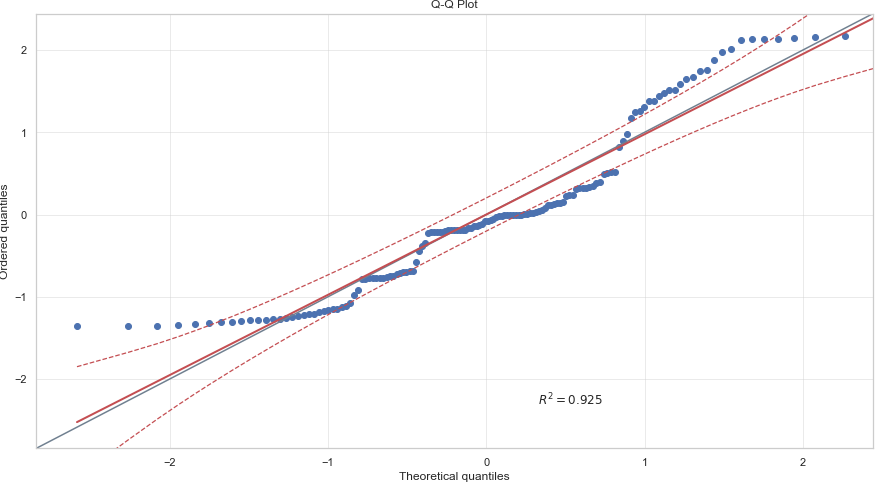 Q-Q Plot
Ordered quantiles
2
1
0
−1
−2
R² = 0.925
−2
−1
0
1
2
Theoretical quantiles